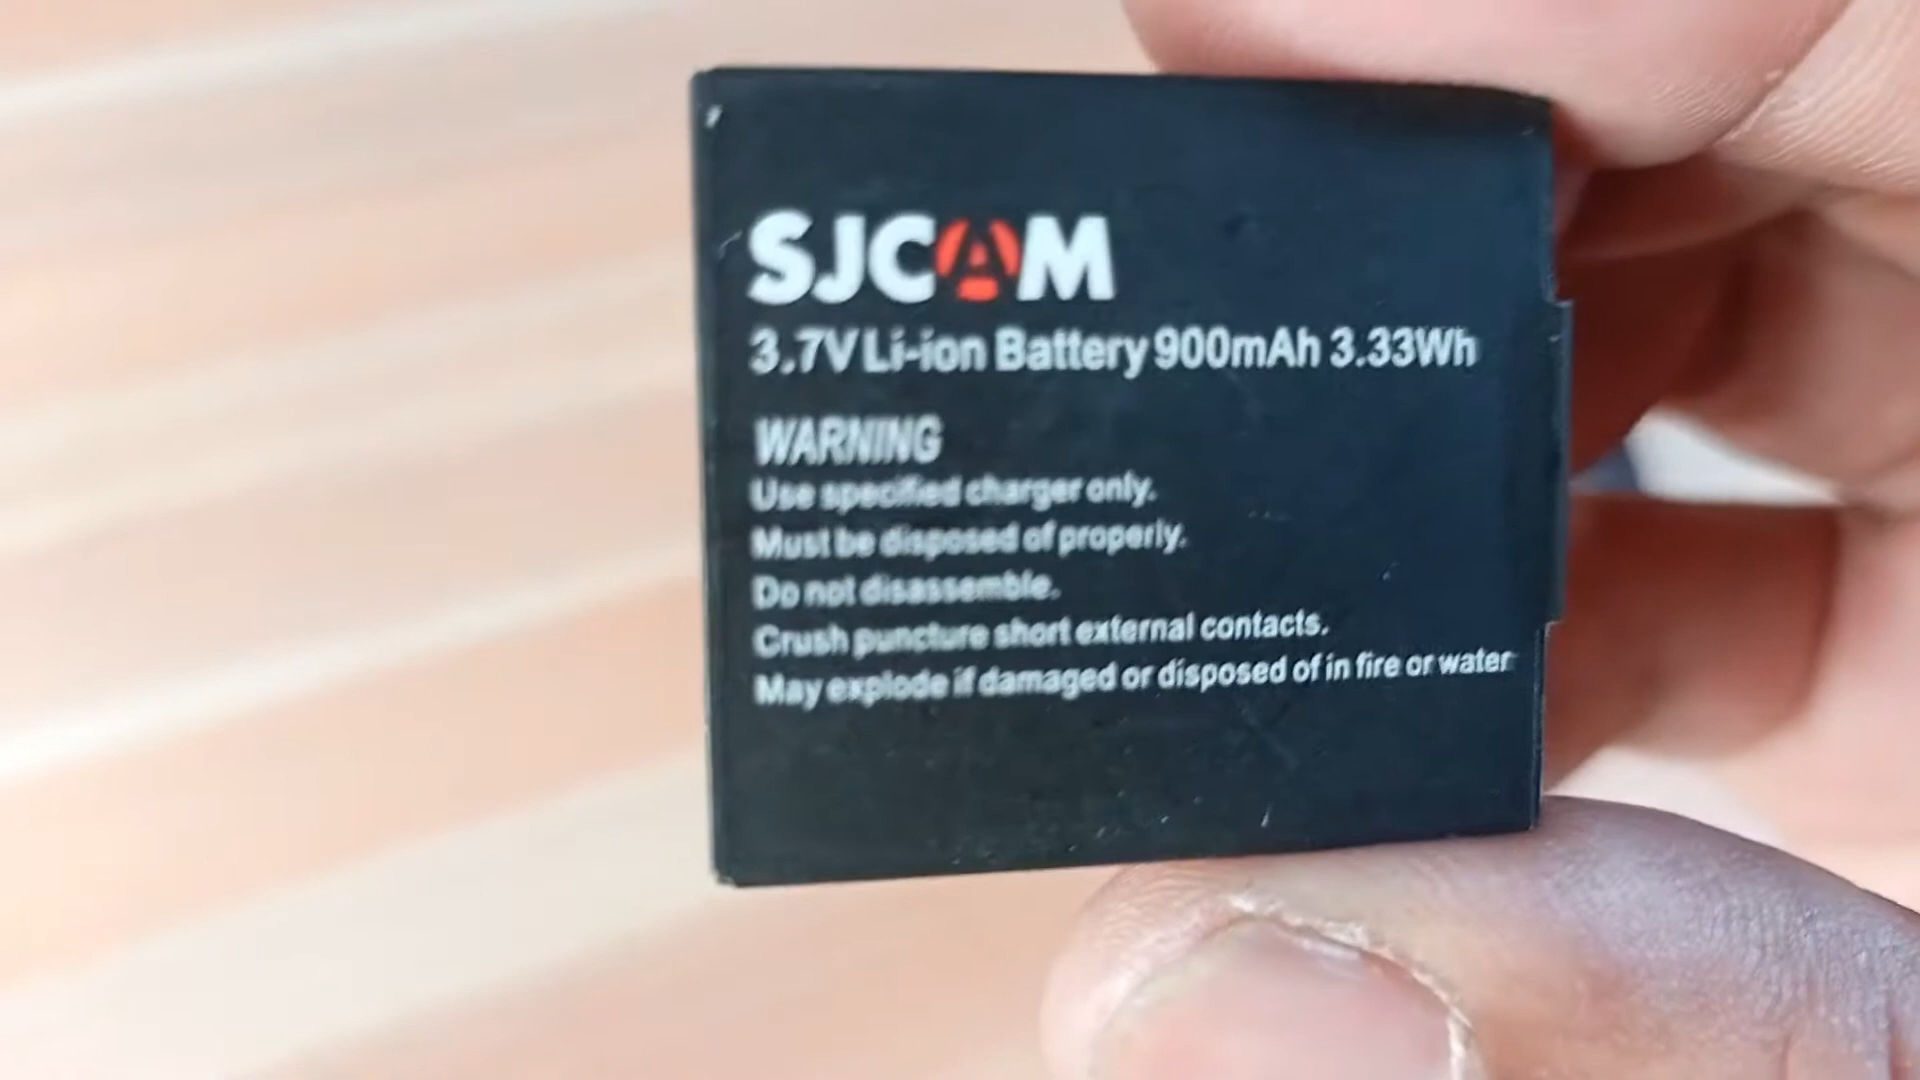 SJCAM
3.7V Li-ion Battery 900mAh 3.33Wh
WARNING
Use specified charger only.
Must be disposed of properly.
Do not disassemble.
Crush puncture short external contacts.
May explode if damaged or disposed of in fire or water